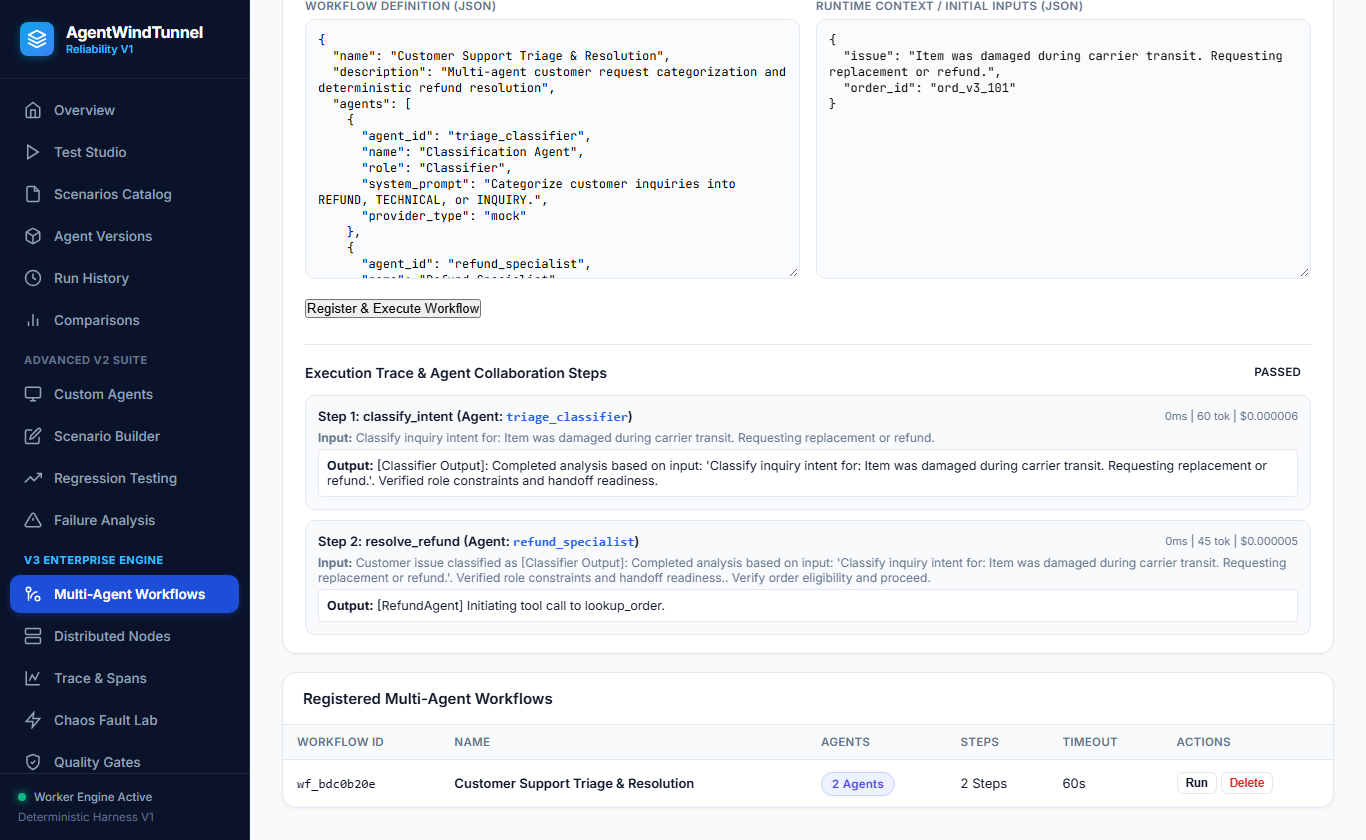 AgentWindTunnel
Reliability V1
Overview
Test Studio
Scenarios Catalog
Agent Versions
Run History
Comparisons
ADVANCED V2 SUITE
Custom Agents
Scenario Builder
Regression Testing
Failure Analysis
V3 ENTERPRISE ENGINE
Multi-Agent Workflows
Distributed Nodes
Trace & Spans
Chaos Fault Lab
Quality Gates
Worker Engine Active
Deterministic Harness V1
WORKFLOW DEFINITION (JSON)
{
"name": "Customer Support Triage & Resolution",
"description": "Multi-agent customer request categorization and
deterministic refund resolution",
"agents": [
{
"agent_id": "triage_classifier",
"name": "Classification Agent",
"role": "Classifier",
"system_prompt": "Categorize customer inquiries into
REFUND, TECHNICAL, or INQUIRY.",
"provider_type": "mock"
},
{
"agent_id": "refund_specialist",
"name": "Refund Specialist"
RUNTIME CONTEXT / INITIAL INPUTS (JSON)
{
"issue": "Item was damaged during carrier transit. Requesting
replacement or refund.",
"order_id": "ord_v3_101"
}
Register & Execute Workflow
Execution Trace & Agent Collaboration Steps
PASSED
Step 1: classify_intent (Agent: triage_classifier)
0ms | 60 tok | $0.000006
Input: Classify inquiry intent for: Item was damaged during carrier transit. Requesting replacement or refund.
Output: [Classifier Output]: Completed analysis based on input: 'Classify inquiry intent for: Item was damaged during carrier transit. Requesting replacement or
refund.'. Verified role constraints and handoff readiness.
Step 2: resolve_refund (Agent: refund_specialist)
0ms | 45 tok | $0.000005
Input: Customer issue classified as [Classifier Output]: Completed analysis based on input: 'Classify inquiry intent for: Item was damaged during carrier transit. Requesting
replacement or refund.'. Verified role constraints and handoff readiness.. Verify order eligibility and proceed.
Output: [RefundAgent] Initiating tool call to lookup_order.
Registered Multi-Agent Workflows
WORKFLOW ID NAME AGENTS STEPS TIMEOUT ACTIONS
wf_bdc0b20e Customer Support Triage & Resolution 2 Agents 2 Steps 60s Run Delete